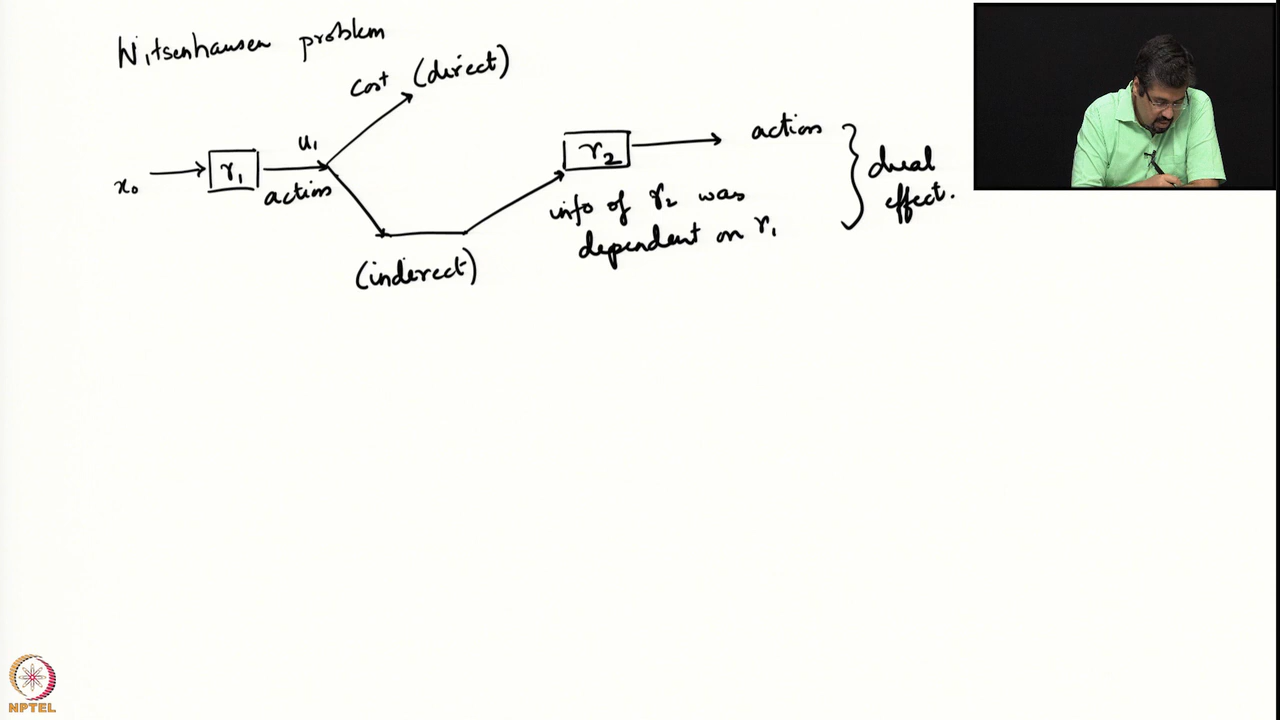 Witsenhausen problem
cost (direct)
x₀ γ₁ u₁ γ₂ action
action
info of γ₂ was
dependent on γ₁
dual
effect.
(indirect)
NPTEL